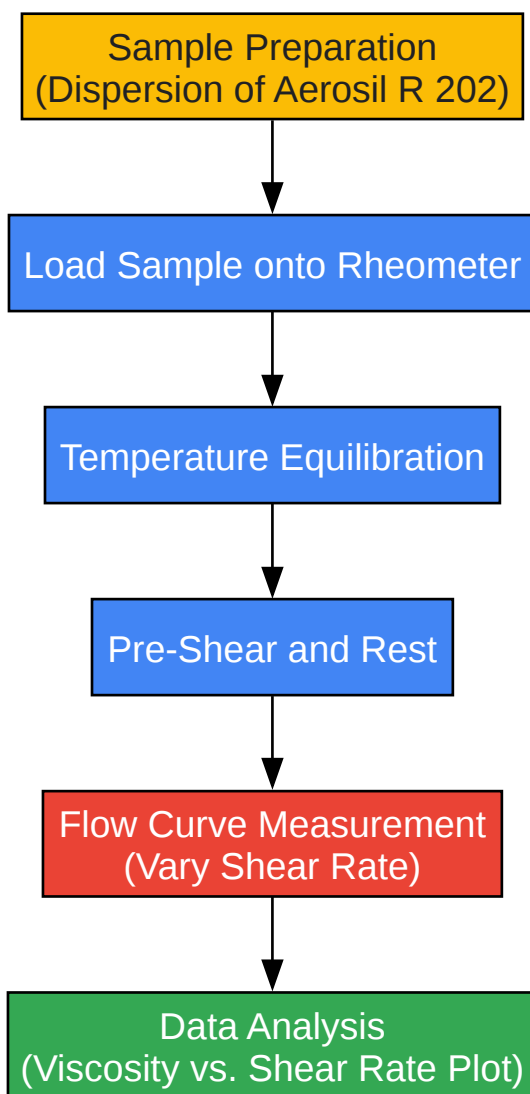 Sample Preparation
(Dispersion of Aerosil R 202)
Load Sample onto Rheometer
Temperature Equilibration
Pre-Shear and Rest
Flow Curve Measurement
(Vary Shear Rate)
Data Analysis
(Viscosity vs. Shear Rate Plot)